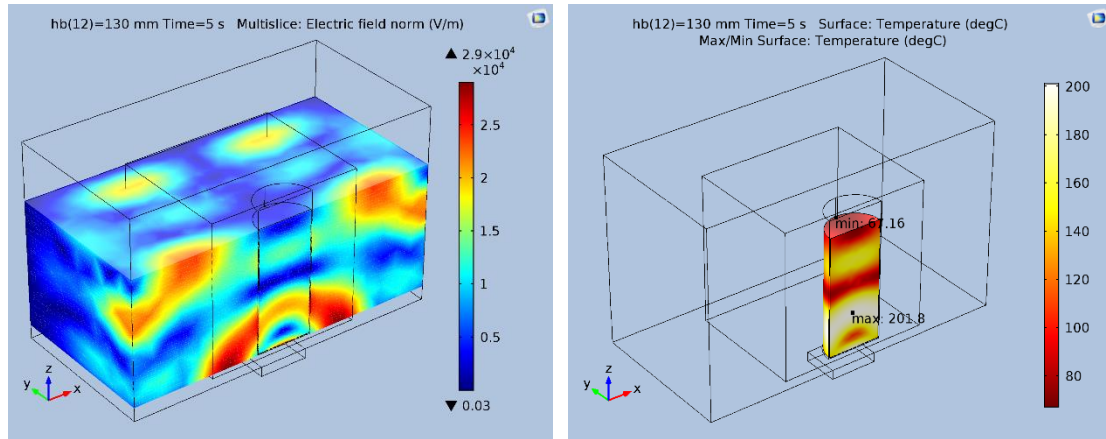 hb(12)=130 mm Time=5 s   Multislice: Electric field norm (V/m)
▲ 2.9×10⁴
×10⁴
2.5
2
1.5
1
0.5
▼ 0.03
y z x
hb(12)=130 mm Time=5 s   Surface: Temperature (degC)
Max/Min Surface: Temperature (degC)
200
180
160
140
120
100
80
min: 67.16
max: 201.8
y z x